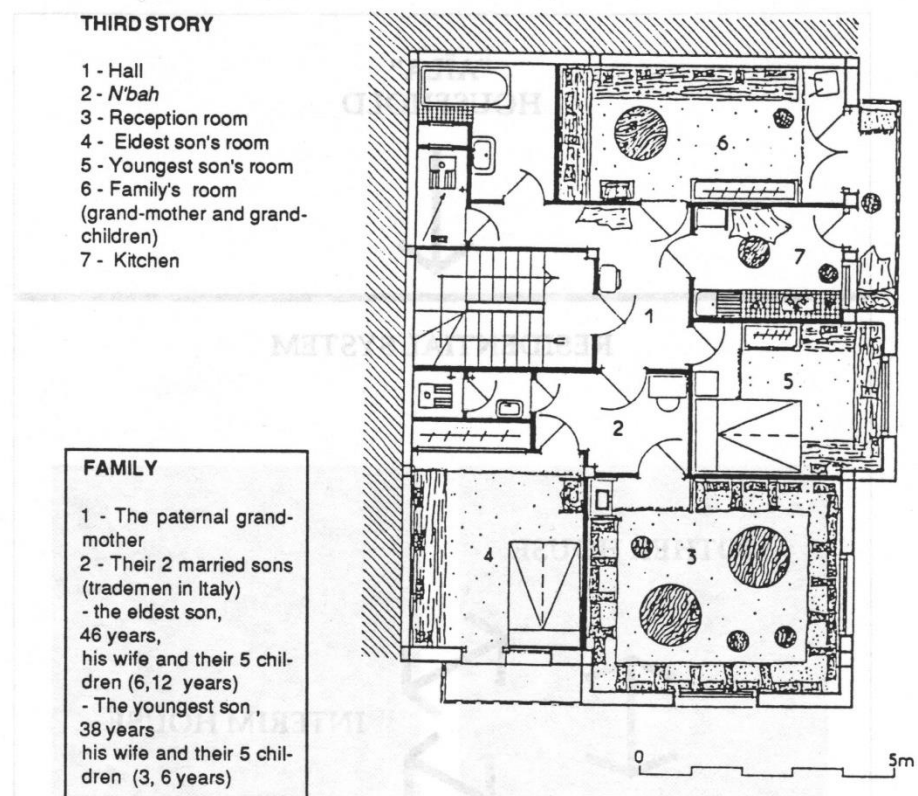 THIRD STORY
1 - Hall
2 - N'bah
3 - Reception room
4 - Eldest son's room
5 - Youngest son's room
6 - Family's room
(grand-mother and grand-
children)
7 - Kitchen
6
7
1
5
2
4
3
FAMILY
1 - The paternal grand-
mother
2 - Their 2 married sons
(trademen in Italy)
- the eldest son,
46 years,
his wife and their 5 chil-
dren (6,12 years)
- The youngest son ,
38 years
his wife and their 5 chil-
dren (3, 6 years)
0
5m
RESIDENTIAL SYSTEM
INTERIM HOUSE